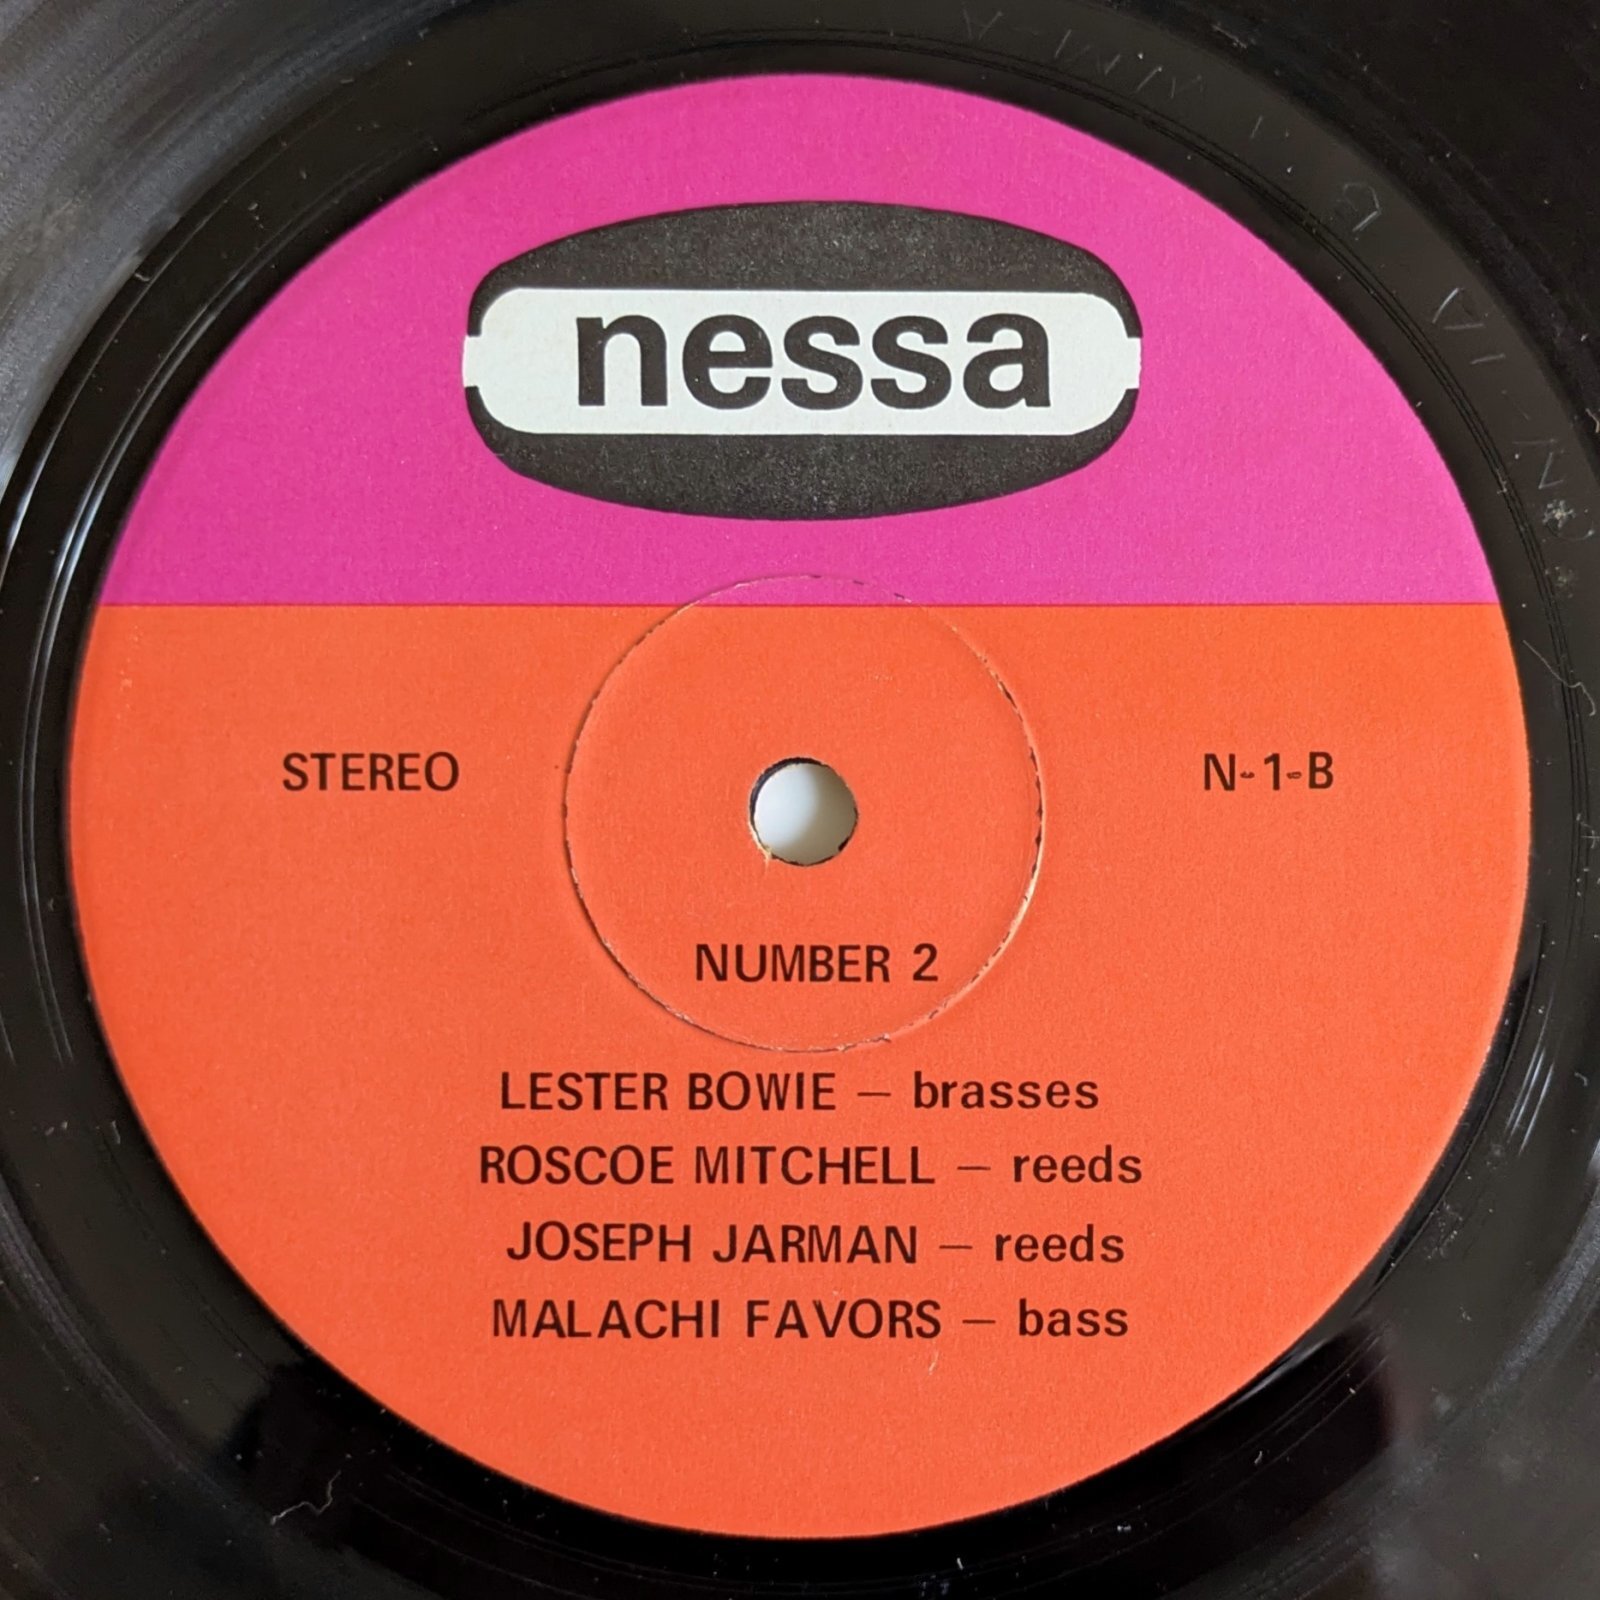 nessa
STEREO
N-1-B
NUMBER 2
LESTER BOWIE — brasses
ROSCOE MITCHELL — reeds
JOSEPH JARMAN — reeds
MALACHI FAVORS — bass